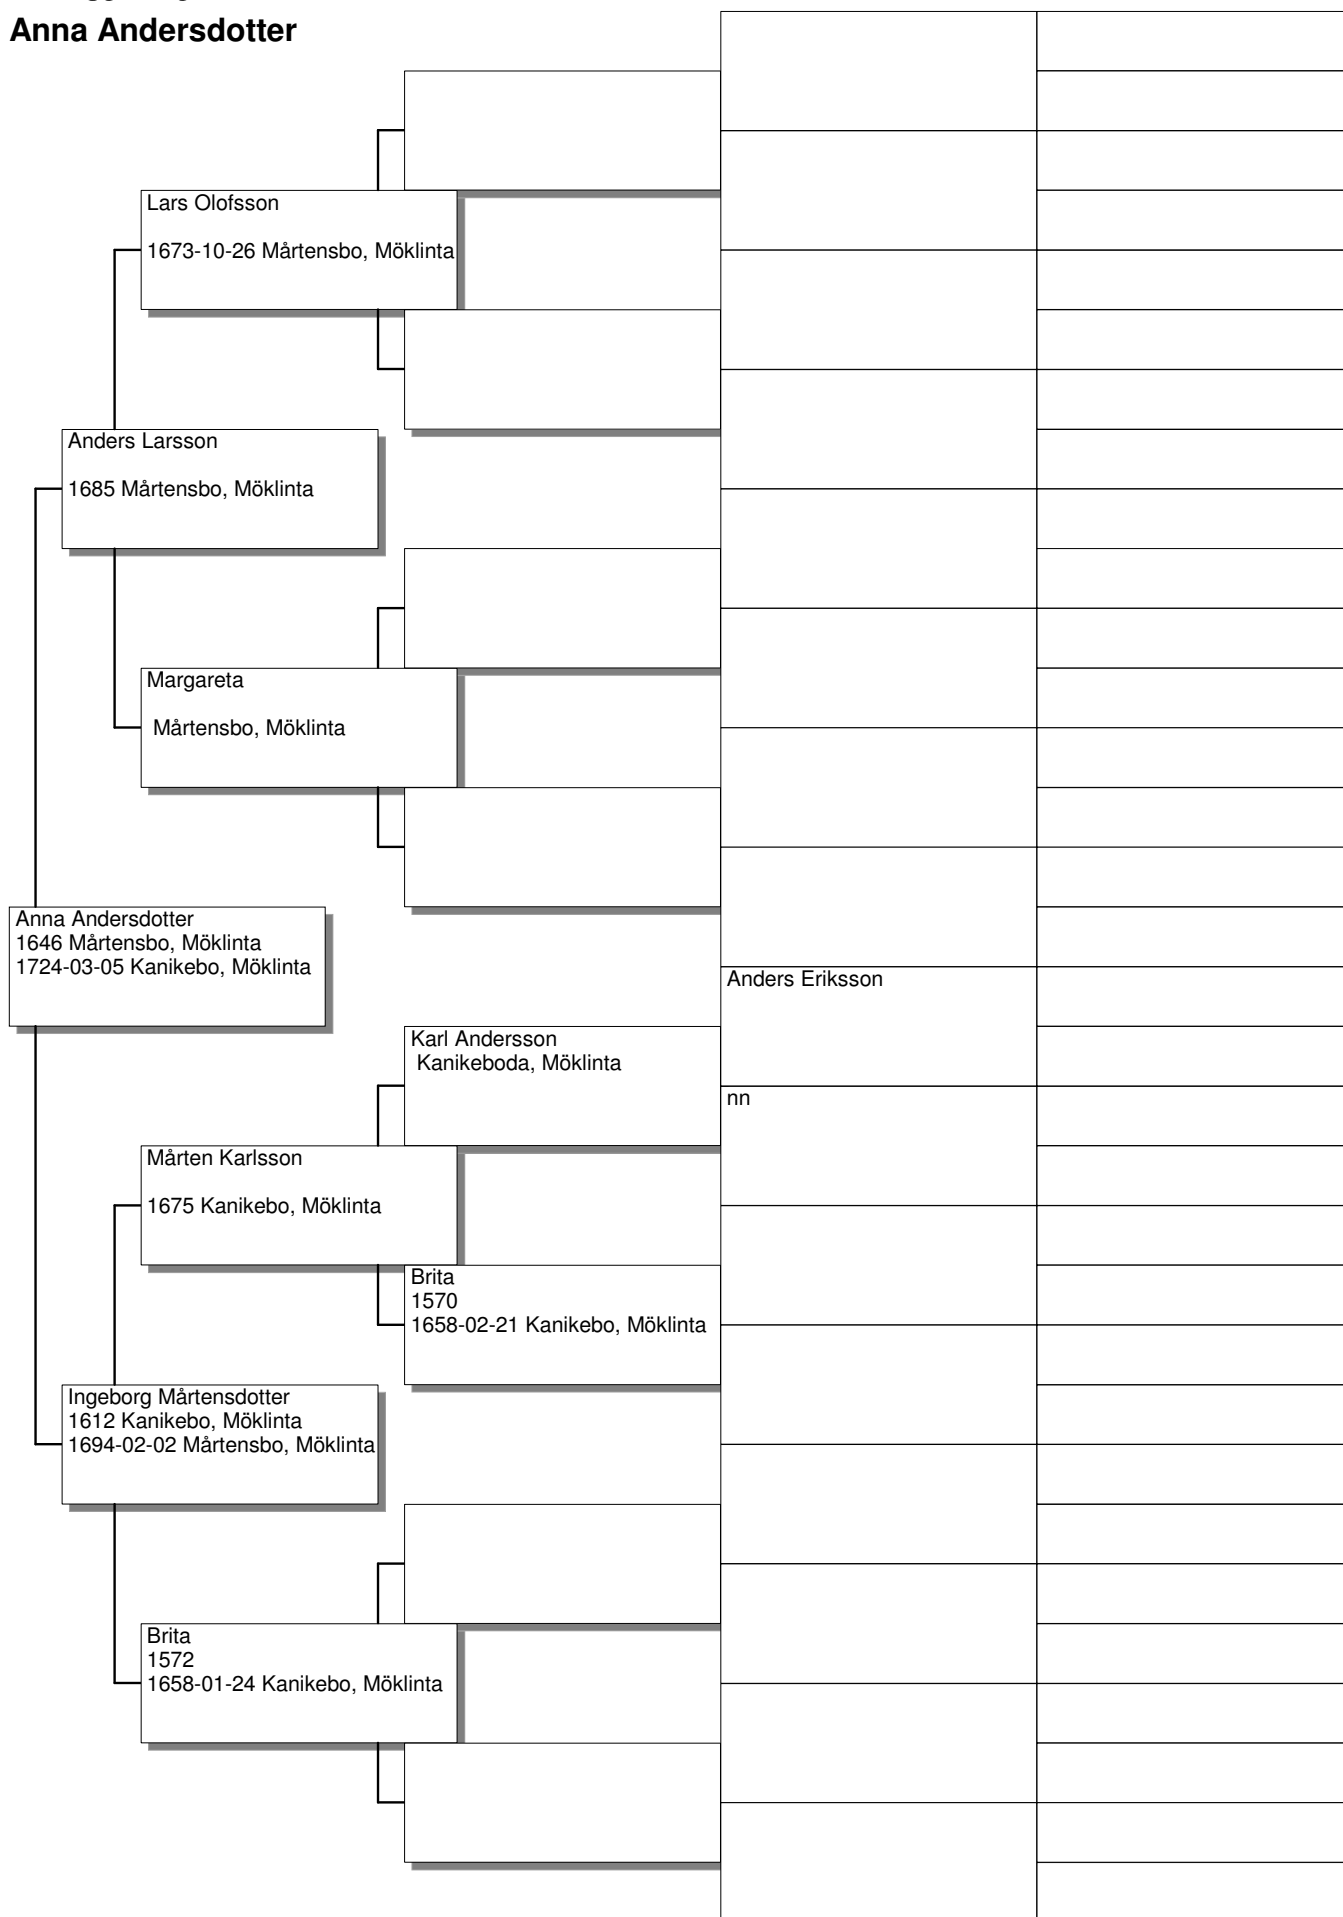 Anna Andersdotter
Lars Olofsson
1673-10-26 Mårtensbo, Möklinta
Anders Larsson
1685 Mårtensbo, Möklinta
Margareta
Mårtensbo, Möklinta
Anna Andersdotter
1646 Mårtensbo, Möklinta
1724-03-05 Kanikebo, Möklinta
Anders Eriksson
Karl Andersson
Kanikeboda, Möklinta
nn
Mårten Karlsson
1675 Kanikebo, Möklinta
Brita
1570
1658-02-21 Kanikebo, Möklinta
Ingeborg Mårtensdotter
1612 Kanikebo, Möklinta
1694-02-02 Mårtensbo, Möklinta
Brita
1572
1658-01-24 Kanikebo, Möklinta